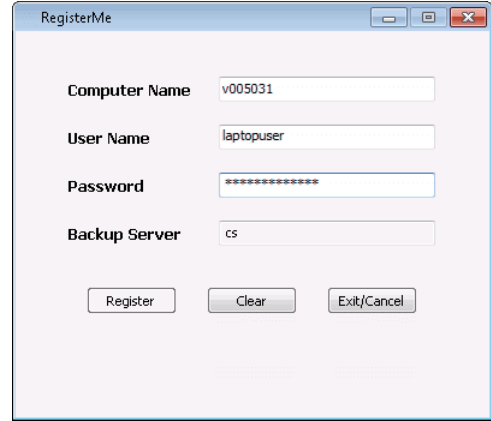 RegisterMe
Computer Name v005031
User Name laptopuser
Password *************
Backup Server cs
Register Clear Exit/Cancel